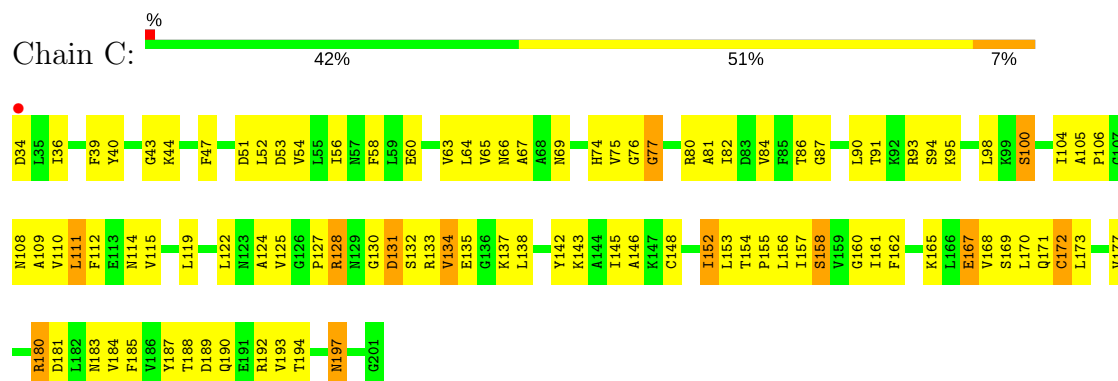 %
Chain C:
42% 51% 7%
D34 L35 I36 F39 Y40 G43 K44 F47 D51 L52 D53 V54 L55 I56 N57 F58 L59 E60 V63 L64 V65 N66 A67 A68 N69 H74 V75 G76 G77 R80 A81 I82 D83 V84 F85 T86 G87 L90 T91 K92 R93 S94 K95 L98 K99 S100 I104 A105 P106 G107
N108 A109 V110 L111 F112 E113 N114 V115 L119 L122 N123 A124 V125 G126 P127 R128 N129 G130 D131 S132 R133 V134 E135 G136 K137 L138 Y142 K143 A144 I145 A146 K147 C148 I152 L153 T154 P155 L156 I157 S158 V159 G160 I161 F162 K165 L166 E167 V168 S169 L170 Q171 C172 L173 V177
R180 D181 L182 N183 V184 F185 V186 Y187 T188 D189 Q190 E191 R192 V193 T194 N197 G201